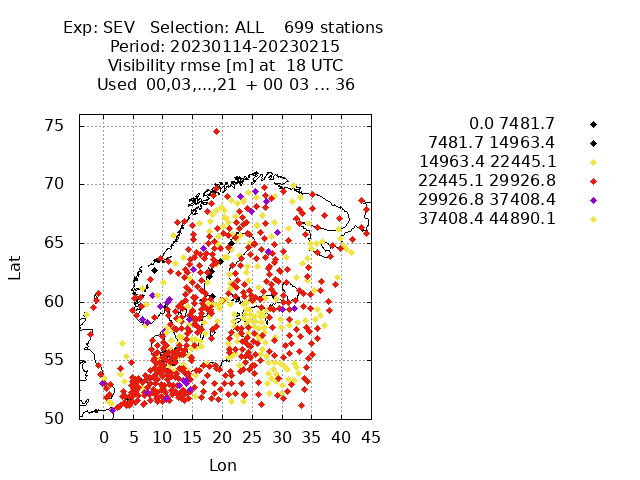 Exp: SEV   Selection: ALL    699 stations
Period: 20230114-20230215
Visibility rmse [m] at  18 UTC
Used  00,03,...,21  + 00 03 ... 36
0.0 7481.7
7481.7 14963.4
14963.4 22445.1
22445.1 29926.8
29926.8 37408.4
37408.4 44890.1
75
70
65
60
55
50
Lat
0 5 10 15 20 25 30 35 40 45
Lon